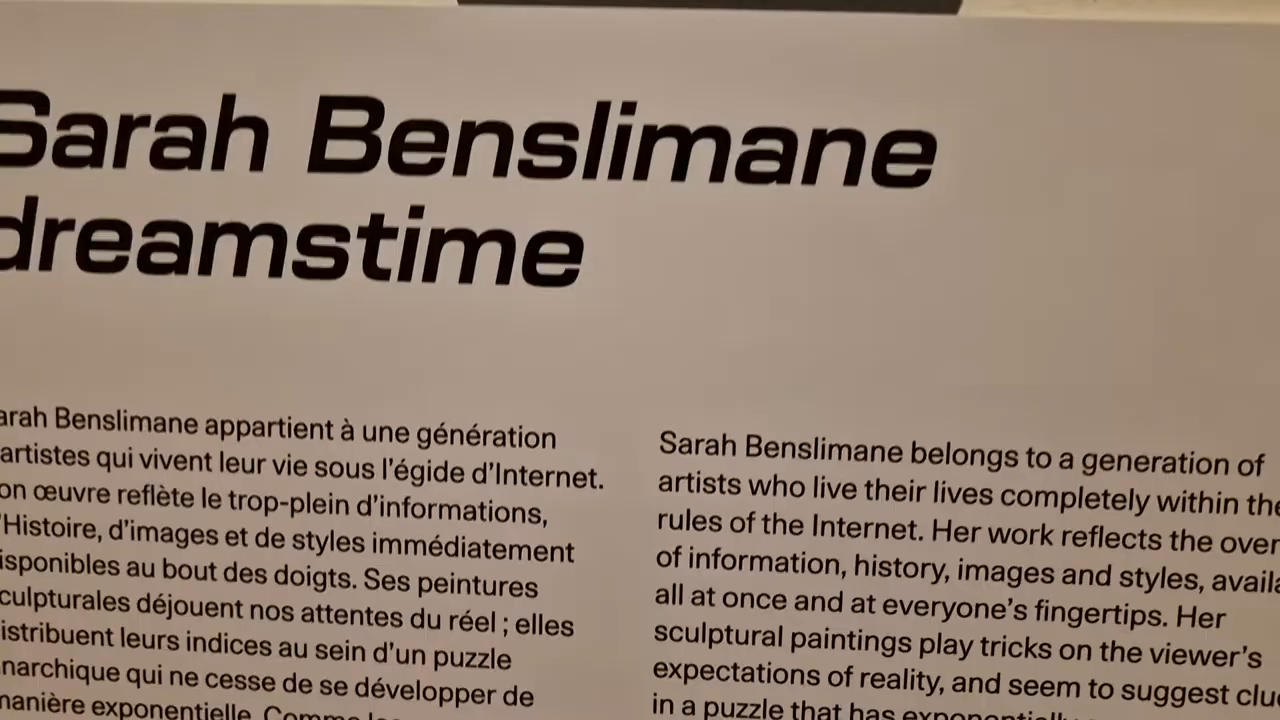 Sarah Benslimane
dreamstime
arah Benslimane appartient à une génération
artistes qui vivent leur vie sous l'égide d'Internet.
on œuvre reflète le trop-plein d'informations,
'Histoire, d'images et de styles immédiatement
isponibles au bout des doigts. Ses peintures
culpturales déjouent nos attentes du réel ; elles
istribuent leurs indices au sein d'un puzzle
narchique qui ne cesse de se développer de
manière exponentielle. Comme les
Sarah Benslimane belongs to a generation of
artists who live their lives completely within the
rules of the Internet. Her work reflects the over
of information, history, images and styles, availa
all at once and at everyone's fingertips. Her
sculptural paintings play tricks on the viewer's
expectations of reality, and seem to suggest clu
in a puzzle that has exponentially